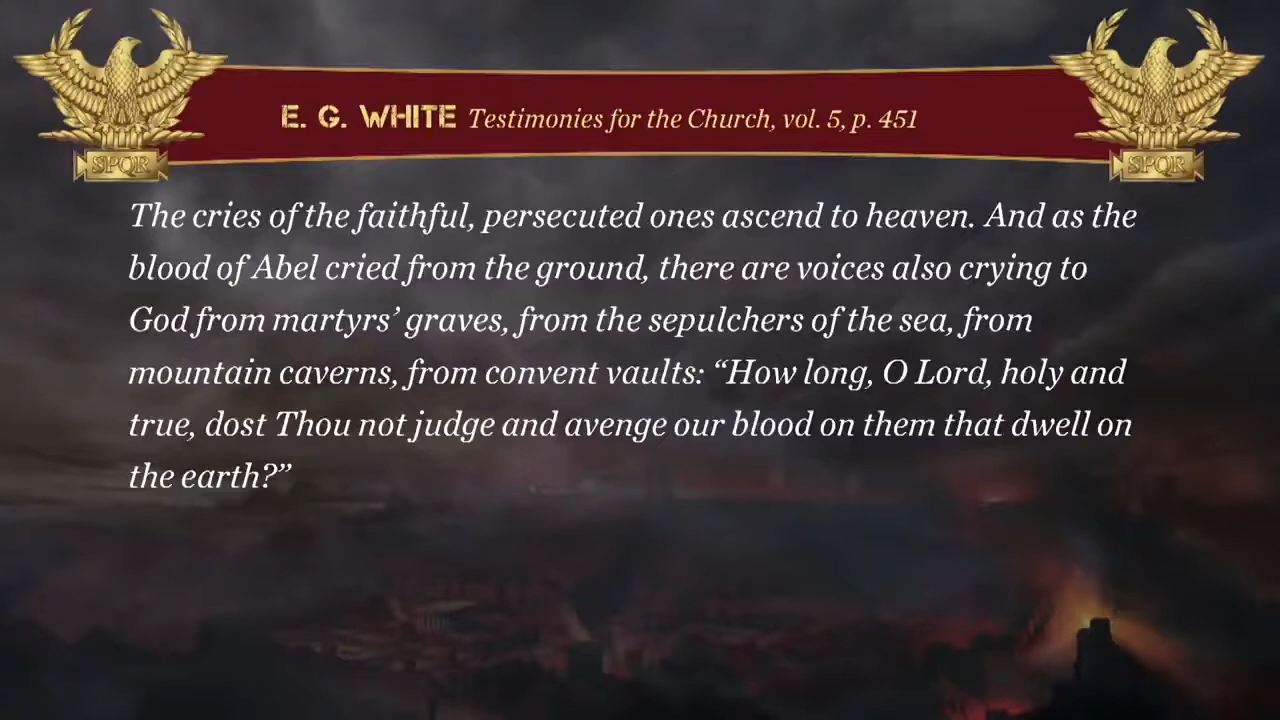 E. G. WHITE Testimonies for the Church, vol. 5, p. 451
SPQR SPQR
The cries of the faithful, persecuted ones ascend to heaven. And as the
blood of Abel cried from the ground, there are voices also crying to
God from martyrs’ graves, from the sepulchers of the sea, from
mountain caverns, from convent vaults: “How long, O Lord, holy and
true, dost Thou not judge and avenge our blood on them that dwell on
the earth?”